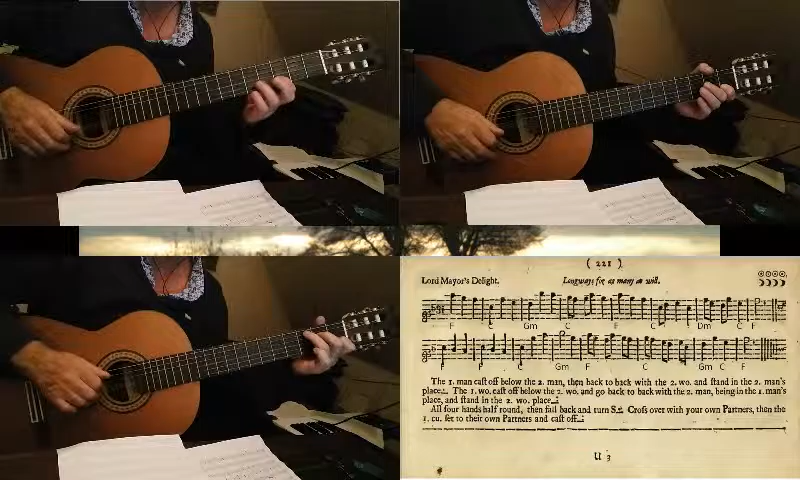 ( 221 )
Lord Mayor's Delight. Longways for as many as will.
F C Gm C F C Dm C F
F F C Gm F C Gm C F
The 1. man cast off below the 2. man, then back to back with the 2. wo. and stand in the 2. man's
place.. The 1. wo. cast off below the 2. wo. and go back to back with the 2. man, being in the 1. man's
place, and stand in the 2. wo. place..
All four hands half round, then fall back and turn S.. Cross over with your own Partners, then the
1. cu. set to their own Partners and cast off..
U 3